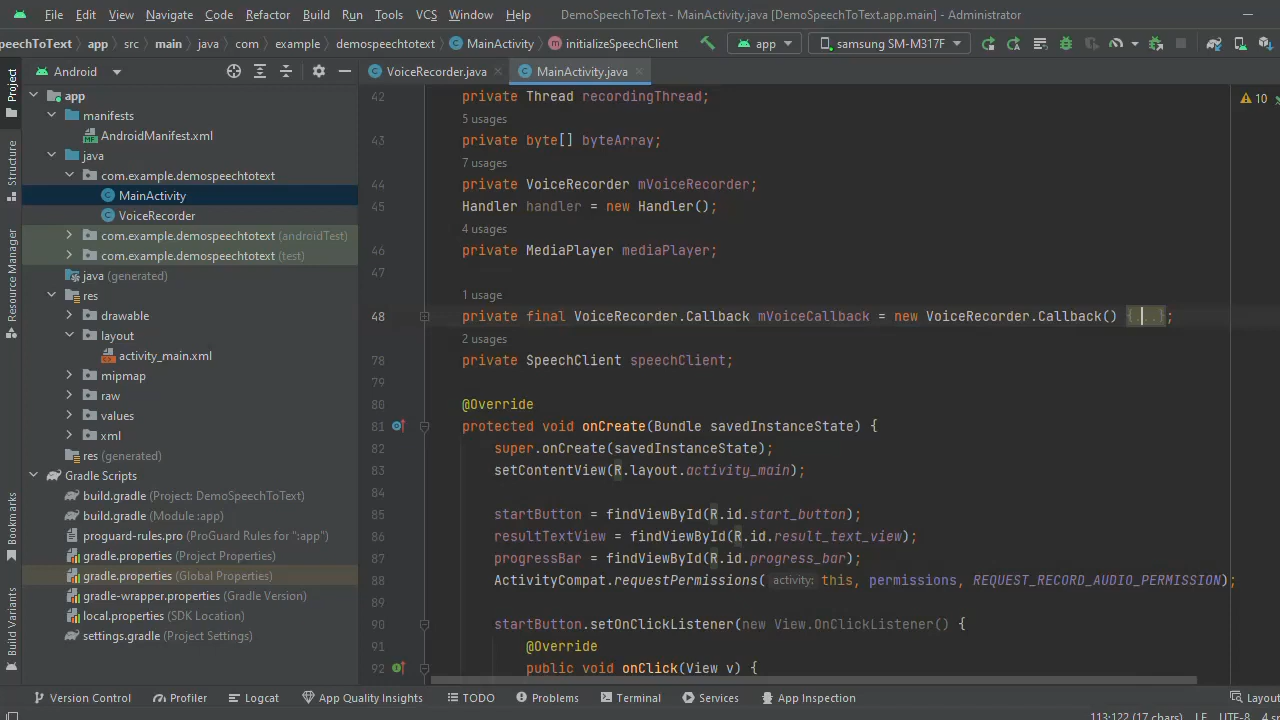 File Edit View Navigate Code Refactor Build Run Tools VCS Window Help DemoSpeechToText - MainActivity.java [DemoSpeechToText.app.main] - Administrator
peechToText app src main java com example demospeechtotext MainActivity initializeSpeechClient app samsung SM-M317F
Project
Structure
Resource Manager
Bookmarks
Build Variants
Android
app
manifests
AndroidManifest.xml
java
com.example.demospeechtotext
MainActivity
VoiceRecorder
com.example.demospeechtotext (androidTest)
com.example.demospeechtotext (test)
java (generated)
res
drawable
layout
activity_main.xml
mipmap
raw
values
xml
res (generated)
Gradle Scripts
build.gradle (Project: DemoSpeechToText)
build.gradle (Module :app)
proguard-rules.pro (ProGuard Rules for ":app")
gradle.properties (Project Properties)
gradle.properties (Global Properties)
gradle-wrapper.properties (Gradle Version)
local.properties (SDK Location)
settings.gradle (Project Settings)
VoiceRecorder.java MainActivity.java
10
42 private Thread recordingThread;
5 usages
43 private byte[] byteArray;
7 usages
44 private VoiceRecorder mVoiceRecorder;
45 Handler handler = new Handler();
4 usages
46 private MediaPlayer mediaPlayer;
47
1 usage
48 private final VoiceRecorder.Callback mVoiceCallback = new VoiceRecorder.Callback() {...};
2 usages
78 private SpeechClient speechClient;
79
80 @Override
81 protected void onCreate(Bundle savedInstanceState) {
82 super.onCreate(savedInstanceState);
83 setContentView(R.layout.activity_main);
84
85 startButton = findViewById(R.id.start_button);
86 resultTextView = findViewById(R.id.result_text_view);
87 progressBar = findViewById(R.id.progress_bar);
88 ActivityCompat.requestPermissions( activity: this, permissions, REQUEST_RECORD_AUDIO_PERMISSION);
89
90 startButton.setOnClickListener(new View.OnClickListener() {
91 @Override
92 public void onClick(View v) {
Version Control Profiler Logcat App Quality Insights TODO Problems Terminal Services App Inspection Layou
113:122 (17 chars) LF UTF-8 4 s